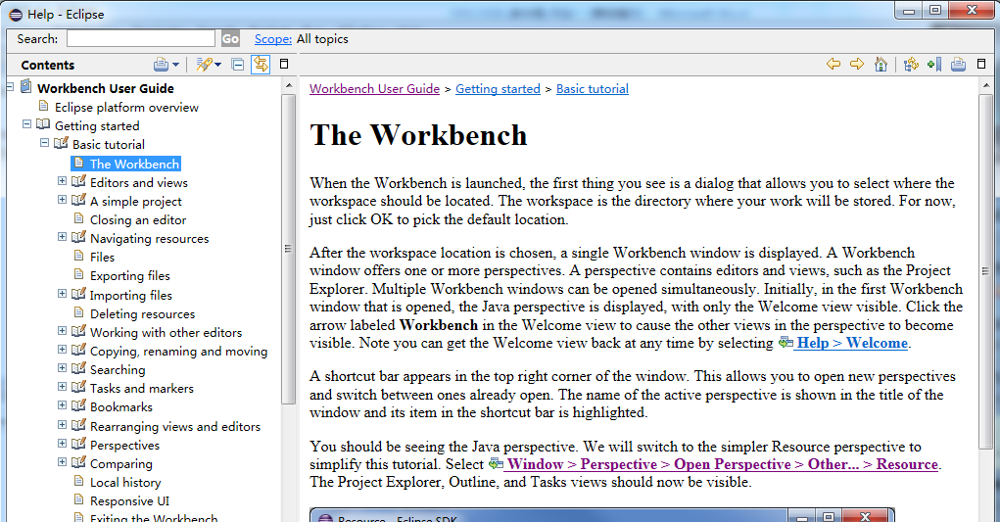 Help - Eclipse
Search:
Go
Scope: All topics
Contents
Workbench User Guide
Eclipse platform overview
Getting started
Basic tutorial
The Workbench
Editors and views
A simple project
Closing an editor
Navigating resources
Files
Exporting files
Importing files
Deleting resources
Working with other editors
Copying, renaming and moving
Searching
Tasks and markers
Bookmarks
Rearranging views and editors
Perspectives
Comparing
Local history
Responsive UI
Exiting the Workbench
Workbench User Guide > Getting started > Basic tutorial
The Workbench
When the Workbench is launched, the first thing you see is a dialog that allows you to select where the
workspace should be located. The workspace is the directory where your work will be stored. For now,
just click OK to pick the default location.
After the workspace location is chosen, a single Workbench window is displayed. A Workbench
window offers one or more perspectives. A perspective contains editors and views, such as the Project
Explorer. Multiple Workbench windows can be opened simultaneously. Initially, in the first Workbench
window that is opened, the Java perspective is displayed, with only the Welcome view visible. Click the
arrow labeled Workbench in the Welcome view to cause the other views in the perspective to become
visible. Note you can get the Welcome view back at any time by selecting Help > Welcome.
A shortcut bar appears in the top right corner of the window. This allows you to open new perspectives
and switch between ones already open. The name of the active perspective is shown in the title of the
window and its item in the shortcut bar is highlighted.
You should be seeing the Java perspective. We will switch to the simpler Resource perspective to
simplify this tutorial. Select Window > Perspective > Open Perspective > Other... > Resource.
The Project Explorer, Outline, and Tasks views should now be visible.
Resource - Eclipse SDK